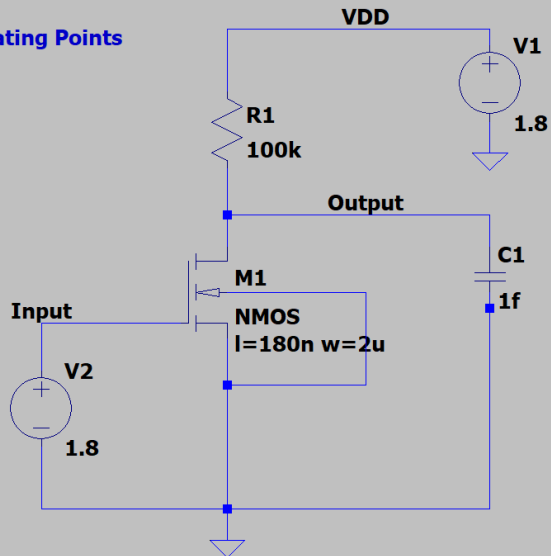 ating Points
VDD
V1
1.8
R1
100k
Output
C1
1f
M1
NMOS
l=180n w=2u
Input
V2
1.8